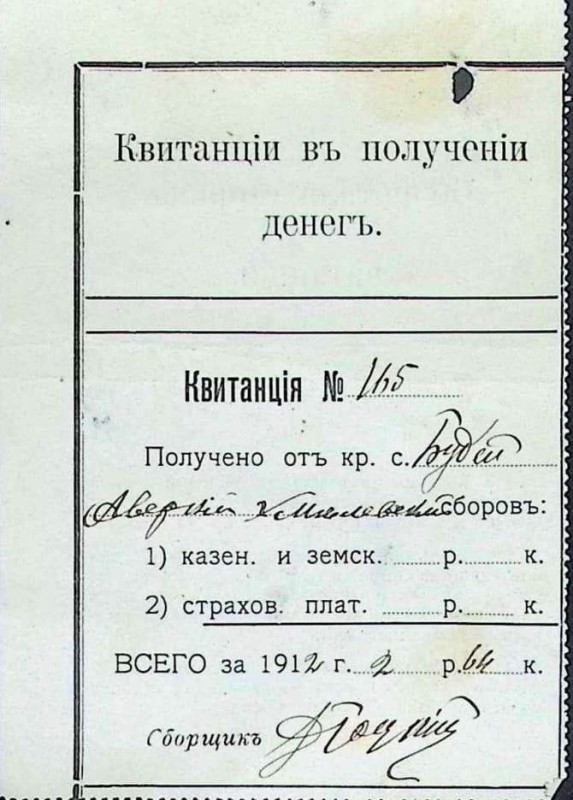 Квитанціи въ полученіи
денегъ.
Квитанція № 165
Получено отъ кр. с.
сборовъ:
1) казен. и земск. р. к.
2) страхов. плат. р. к.
ВСЕГО за 1912 г. 2 р. 64 к.
Сборщикъ